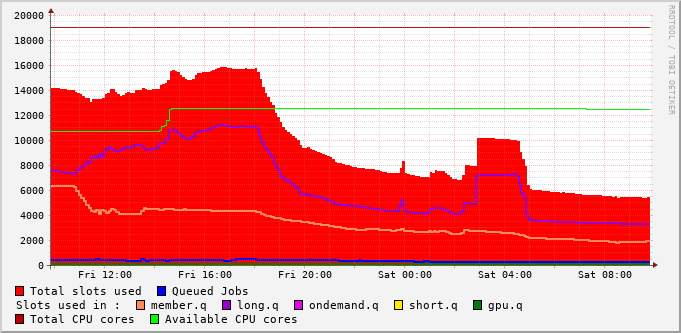 20000
18000
16000
14000
12000
10000
8000
6000
4000
2000
0
Fri 12:00 Fri 16:00 Fri 20:00 Sat 00:00 Sat 04:00 Sat 08:00
RRDTOOL / TOBI OETIKER
Total slots used Queued Jobs
Slots used in : member.q long.q ondemand.q short.q gpu.q
Total CPU cores Available CPU cores